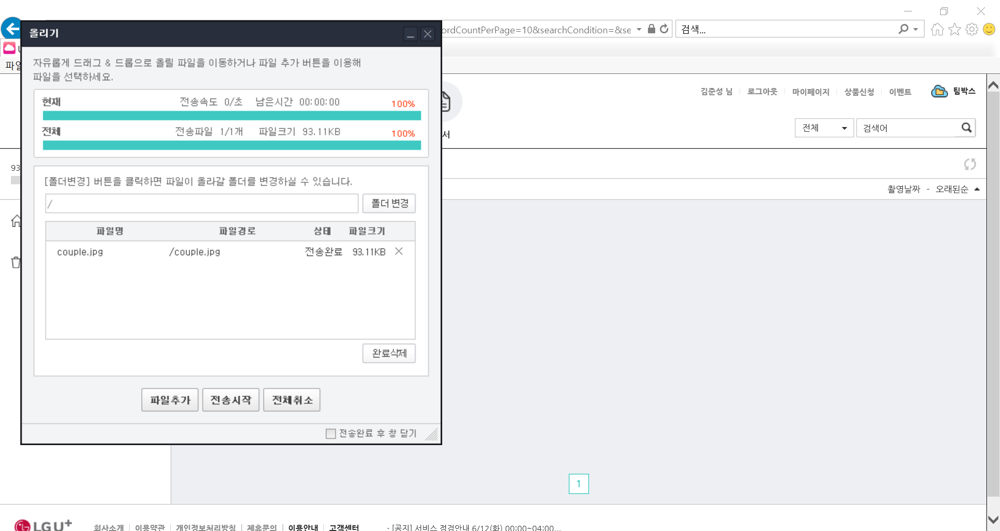 올리기
ordCountPerPage=10&searchCondition=&se
검색...
파일
자유롭게 드래그 & 드롭으로 올릴 파일을 이동하거나 파일 추가 버튼을 이용해
파일을 선택하세요.
현재 전송속도 0/초 남은시간 00:00:00 100%
전체 전송파일 1/1개 파일크기 93.11KB 100%
김준성 님 로그아웃 마이페이지 상품신청 이벤트 팀박스
전체 검색어
서
93
[폴더변경] 버튼을 클릭하면 파일이 올라갈 폴더를 변경하실 수 있습니다.
/ 폴더 변경
촬영날짜 - 오래된순
파일명 파일경로 상태 파일크기
couple.jpg /couple.jpg 전송완료 93.11KB
완료삭제
파일추가 전송시작 전체취소
전송완료 후 창 닫기
1
LG U+ 회사소개 이용약관 개인정보처리방침 제휴문의 이용안내 고객센터 - [공지] 서비스 점검안내 6/12(화) 00:00~04:00...